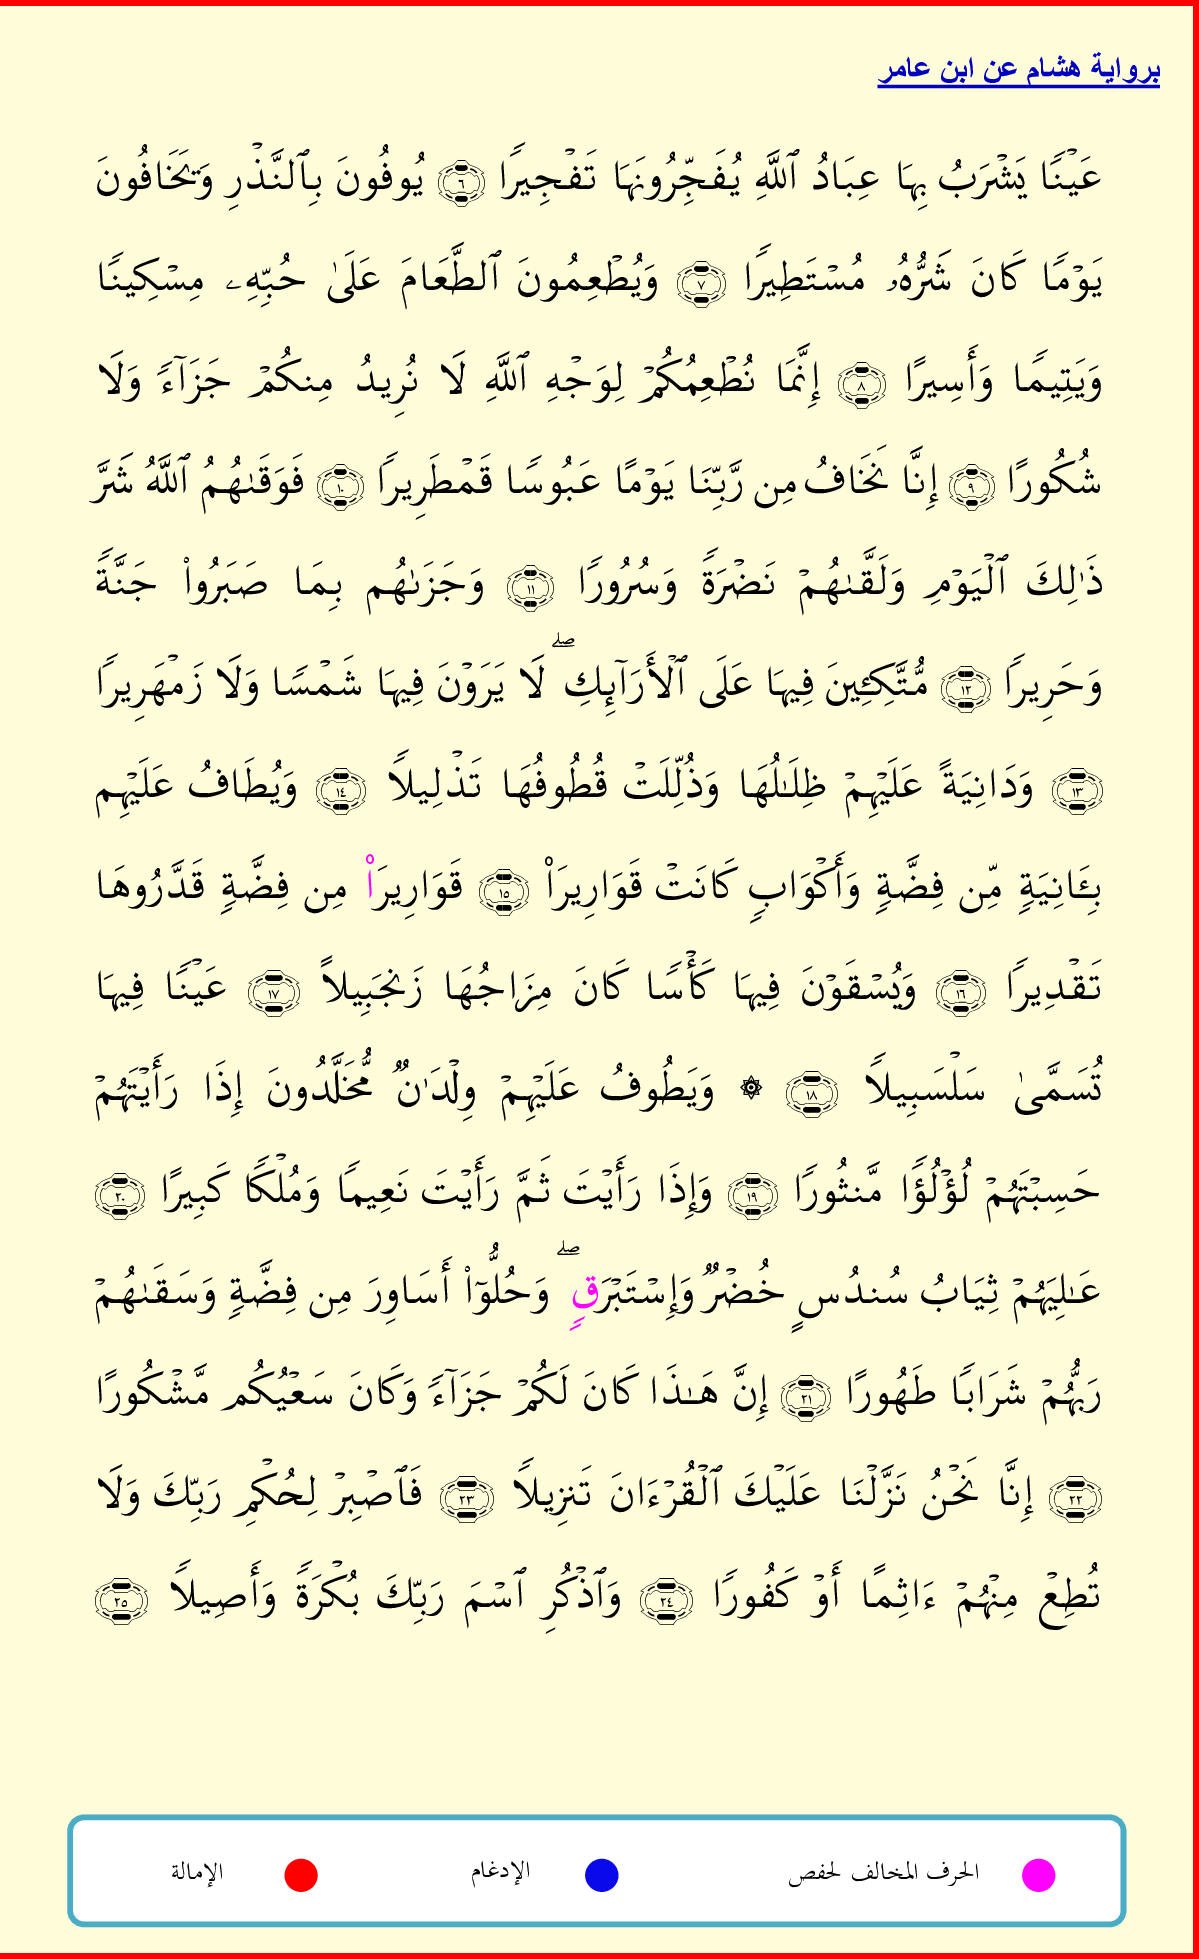 برواية هشام عن ابن عامر
عَيۡنٗا يَشۡرَبُ بِهَا عِبَادُ ٱللَّهِ يُفَجِّرُونَهَا تَفۡجِيرٗا ٦ يُوفُونَ بِٱلنَّذۡرِ وَيَخَافُونَ
يَوۡمٗا كَانَ شَرُّهُۥ مُسۡتَطِيرٗا ٧ وَيُطۡعِمُونَ ٱلطَّعَامَ عَلَىٰ حُبِّهِۦ مِسۡكِينٗا
وَيَتِيمٗا وَأَسِيرًا ٨ إِنَّمَا نُطۡعِمُكُمۡ لِوَجۡهِ ٱللَّهِ لَا نُرِيدُ مِنكُمۡ جَزَآءٗ وَلَا
شُكُورًا ٩ إِنَّا نَخَافُ مِن رَّبِّنَا يَوۡمًا عَبُوسٗا قَمۡطَرِيرٗا ١٠ فَوَقَىٰهُمُ ٱللَّهُ شَرَّ
ذَٰلِكَ ٱلۡيَوۡمِ وَلَقَّىٰهُمۡ نَضۡرَةٗ وَسُرُورٗا ١١ وَجَزَىٰهُم بِمَا صَبَرُواْ جَنَّةٗ
وَحَرِيرٗا ١٢ مُّتَّكِـِٔينَ فِيهَا عَلَى ٱلۡأَرَآئِكِۖ لَا يَرَوۡنَ فِيهَا شَمۡسٗا وَلَا زَمۡهَرِيرٗا
١٣ وَدَانِيَةً عَلَيۡهِمۡ ظِلَٰلُهَا وَذُلِّلَتۡ قُطُوفُهَا تَذۡلِيلٗا ١٤ وَيُطَافُ عَلَيۡهِم
بِـَٔانِيَةٖ مِّن فِضَّةٖ وَأَكۡوَابٖ كَانَتۡ قَوَارِيرَا۠ ١٥ قَوَارِيرَاْ مِن فِضَّةٖ قَدَّرُوهَا
تَقۡدِيرٗا ١٦ وَيُسۡقَوۡنَ فِيهَا كَأۡسٗا كَانَ مِزَاجُهَا زَنجَبِيلًا ١٧ عَيۡنٗا فِيهَا
تُسَمَّىٰ سَلۡسَبِيلٗا ١٨ ۞ وَيَطُوفُ عَلَيۡهِمۡ وِلۡدَٰنٞ مُّخَلَّدُونَ إِذَا رَأَيۡتَهُمۡ
حَسِبۡتَهُمۡ لُؤۡلُؤٗا مَّنثُورٗا ١٩ وَإِذَا رَأَيۡتَ ثَمَّ رَأَيۡتَ نَعِيمٗا وَمُلۡكٗا كَبِيرًا ٢٠
عَٰلِيَهُمۡ ثِيَابُ سُندُسٍ خُضۡرٞ وَإِسۡتَبۡرَقٖۖ وَحُلُّوٓاْ أَسَاوِرَ مِن فِضَّةٖ وَسَقَىٰهُمۡ
رَبُّهُمۡ شَرَابٗا طَهُورًا ٢١ إِنَّ هَٰذَا كَانَ لَكُمۡ جَزَآءٗ وَكَانَ سَعۡيُكُم مَّشۡكُورًا
٢٢ إِنَّا نَحۡنُ نَزَّلۡنَا عَلَيۡكَ ٱلۡقُرۡءَانَ تَنزِيلٗا ٢٣ فَٱصۡبِرۡ لِحُكۡمِ رَبِّكَ وَلَا
تُطِعۡ مِنۡهُمۡ ءَاثِمًا أَوۡ كَفُورٗا ٢٤ وَٱذۡكُرِ ٱسۡمَ رَبِّكَ بُكۡرَةٗ وَأَصِيلٗا ٢٥
الحرف المخالف لحفص الإدغام الإمالة